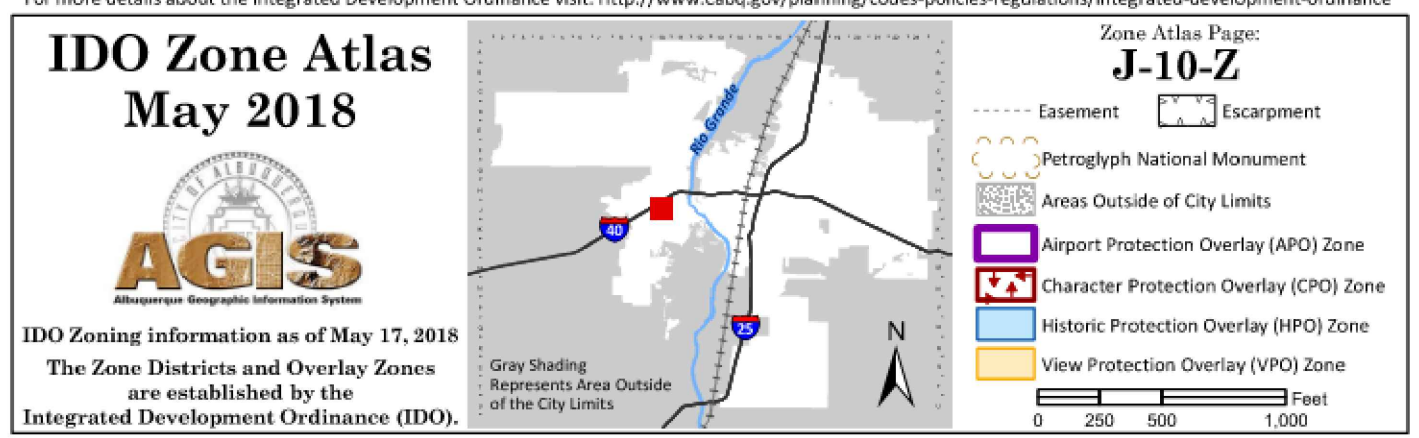 For more details about the Integrated Development Ordinance visit: http://www.cabq.gov/planning/codes-policies-regulations/integrated-development-ordinance
IDO Zone Atlas
May 2018
CITY OF ALBUQUERQUE
AGIS
Albuquerque Geographic Information System
IDO Zoning information as of May 17, 2018
The Zone Districts and Overlay Zones
are established by the
Integrated Development Ordinance (IDO).
Rio Grande
40
25
N
Gray Shading
Represents Area Outside
of the City Limits
Zone Atlas Page:
J-10-Z
Easement
Escarpment
Petroglyph National Monument
Areas Outside of City Limits
Airport Protection Overlay (APO) Zone
Character Protection Overlay (CPO) Zone
Historic Protection Overlay (HPO) Zone
View Protection Overlay (VPO) Zone
Feet
0 250 500 1,000